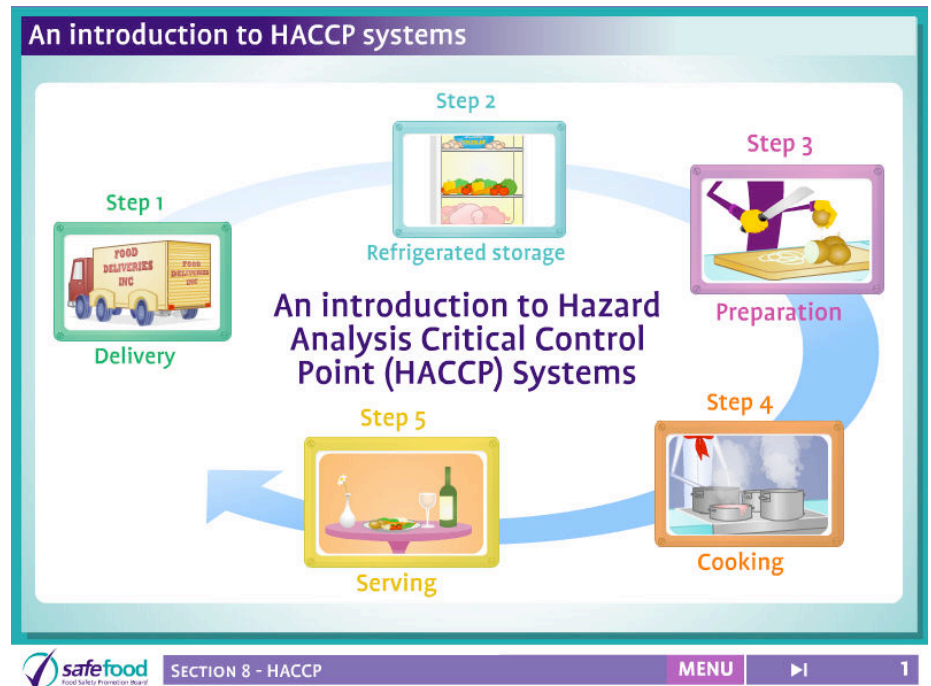 An introduction to HACCP systems
Step 1
FOOD
DELIVERIES
INC
FOOD
DELIVERIES
INC
Delivery
Step 2
Refrigerated storage
Step 3
Preparation
An introduction to Hazard
Analysis Critical Control
Point (HACCP) Systems
Step 4
Cooking
Step 5
Serving
safefood
Food Safety Promotion Board
SECTION 8 - HACCP
MENU
1